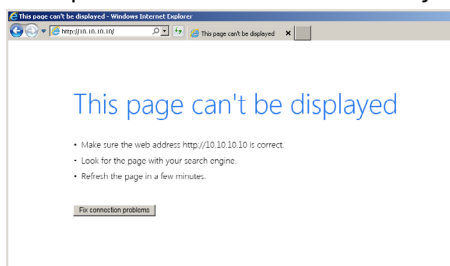 This page can't be displayed - Windows Internet Explorer
http://10.10.10.10/
This page can't be displayed
This page can't be displayed
• Make sure the web address http://10.10.10.10 is correct.
• Look for the page with your search engine.
• Refresh the page in a few minutes.
Fix connection problems